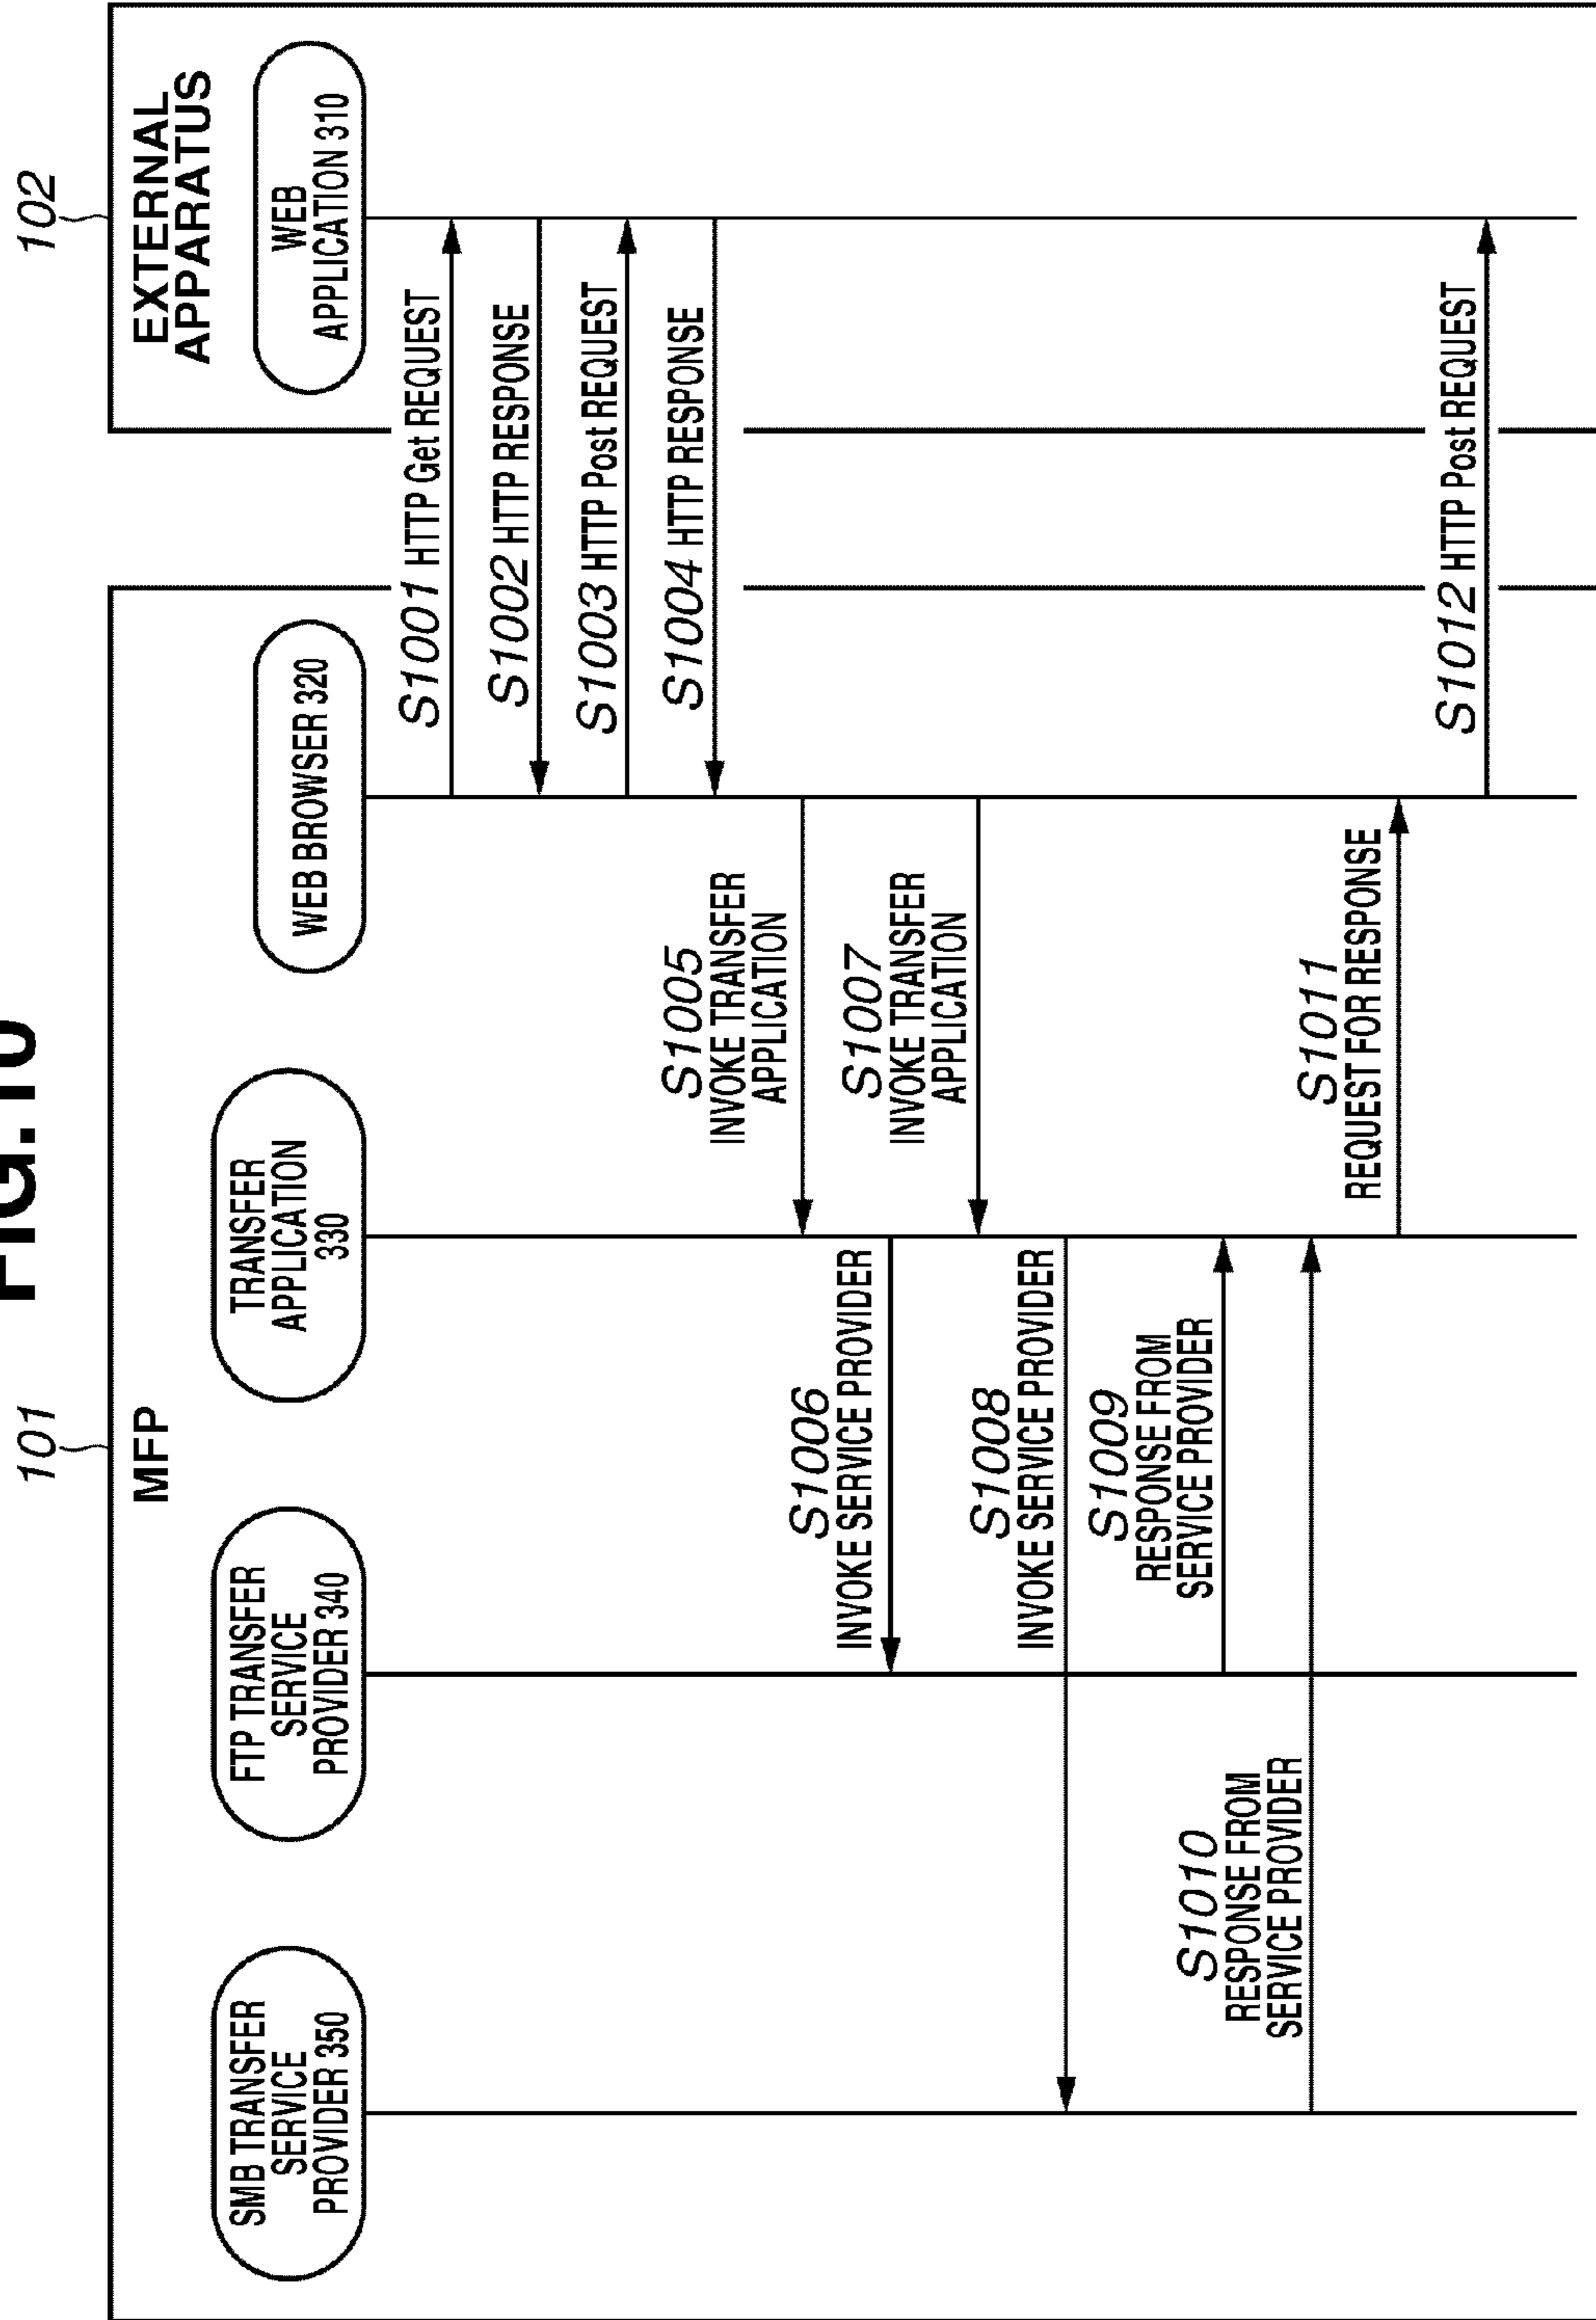 FIG.10
101
102
MFP
EXTERNAL
APPARATUS
SMB TRANSFER
SERVICE
PROVIDER 350
FTP TRANSFER
SERVICE
PROVIDER 340
TRANSFER
APPLICATION
330
WEB BROWSER 320
WEB
APPLICATION 310
S1001 HTTP Get REQUEST
S1002 HTTP RESPONSE
S1003 HTTP Post REQUEST
S1004 HTTP RESPONSE
S1005
INVOKE TRANSFER
APPLICATION
S1006
INVOKE SERVICE PROVIDER
S1007
INVOKE TRANSFER
APPLICATION
S1008
INVOKE SERVICE PROVIDER
S1009
RESPONSE FROM
SERVICE PROVIDER
S1010
RESPONSE FROM
SERVICE PROVIDER
S1011
REQUEST FOR RESPONSE
S1012 HTTP Post REQUEST